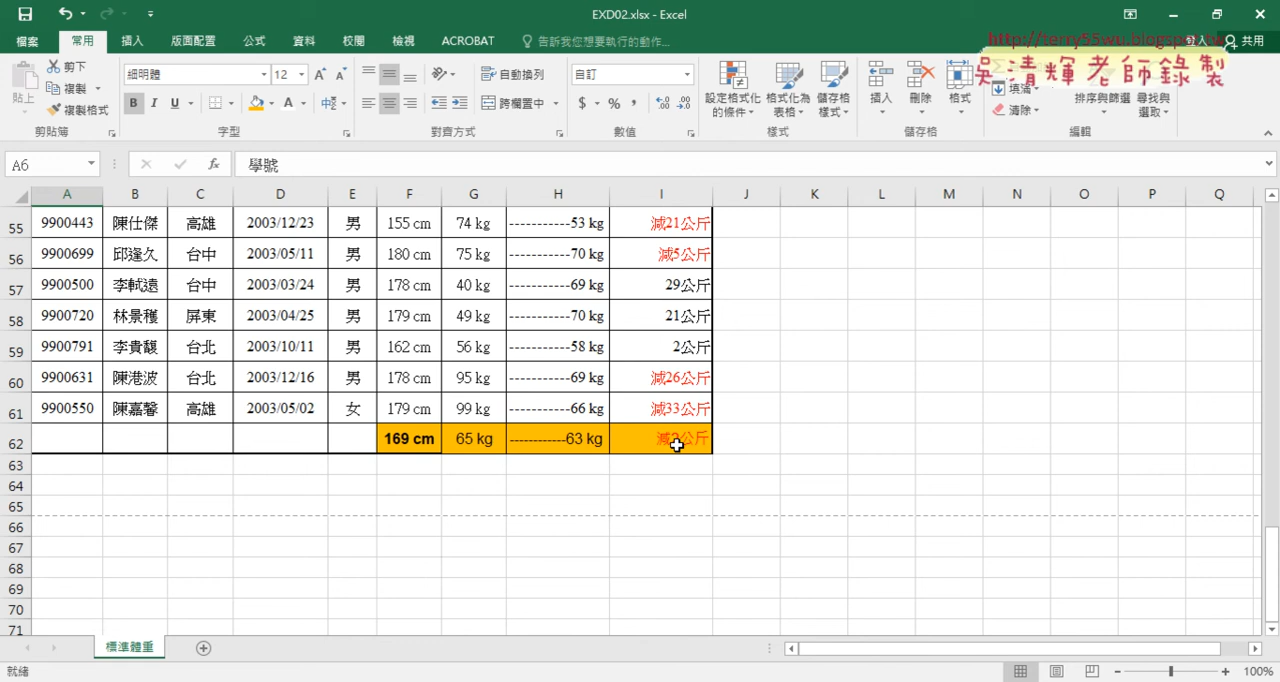 EXD02.xlsx - Excel
檔案 常用 插入 版面配置 公式 資料 校閱 檢視 ACROBAT 告訴我您想要執行的動作... 登入 共用
http://terry55wu.blogspot.tw
吳清輝老師錄製
貼上 剪下 複製 複製格式
細明體 12 自動換列 跨欄置中 自訂
B I U A 中 $ % ,
設定格式化的條件 格式化為表格 儲存格樣式 插入 刪除 格式 填滿 清除 排序與篩選 尋找與選取
剪貼簿 字型 對齊方式 數值 樣式 儲存格 編輯
A6 fx 學號
A B C D E F G H I J K L M N O P Q
55 9900443 陳仕傑 高雄 2003/12/23 男 155 cm 74 kg -----------53 kg 減21公斤
56 9900699 邱逢久 台中 2003/05/11 男 180 cm 75 kg -----------70 kg 減5公斤
57 9900500 李軾遠 台中 2003/03/24 男 178 cm 40 kg -----------69 kg 29公斤
58 9900720 林景穫 屏東 2003/04/25 男 179 cm 49 kg -----------70 kg 21公斤
59 9900791 李貴馥 台北 2003/10/11 男 162 cm 56 kg -----------58 kg 2公斤
60 9900631 陳港波 台北 2003/12/16 男 178 cm 95 kg -----------69 kg 減26公斤
61 9900550 陳嘉馨 高雄 2003/05/02 女 179 cm 99 kg -----------66 kg 減33公斤
62 169 cm 65 kg ------------63 kg 公斤
63
64
65
66
67
68
69
70
71
標準體重
就緒 100%